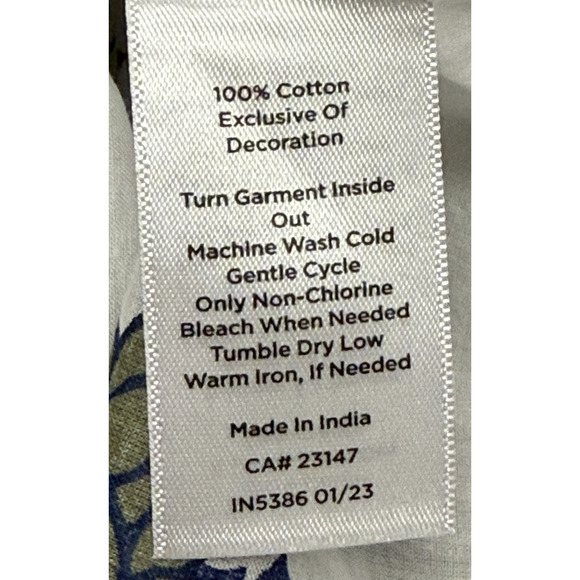 100% Cotton
Exclusive Of
Decoration
Turn Garment Inside
Out
Machine Wash Cold
Gentle Cycle
Only Non-Chlorine
Bleach When Needed
Tumble Dry Low
Warm Iron, If Needed
Made In India
CA# 23147
IN5386 01/23